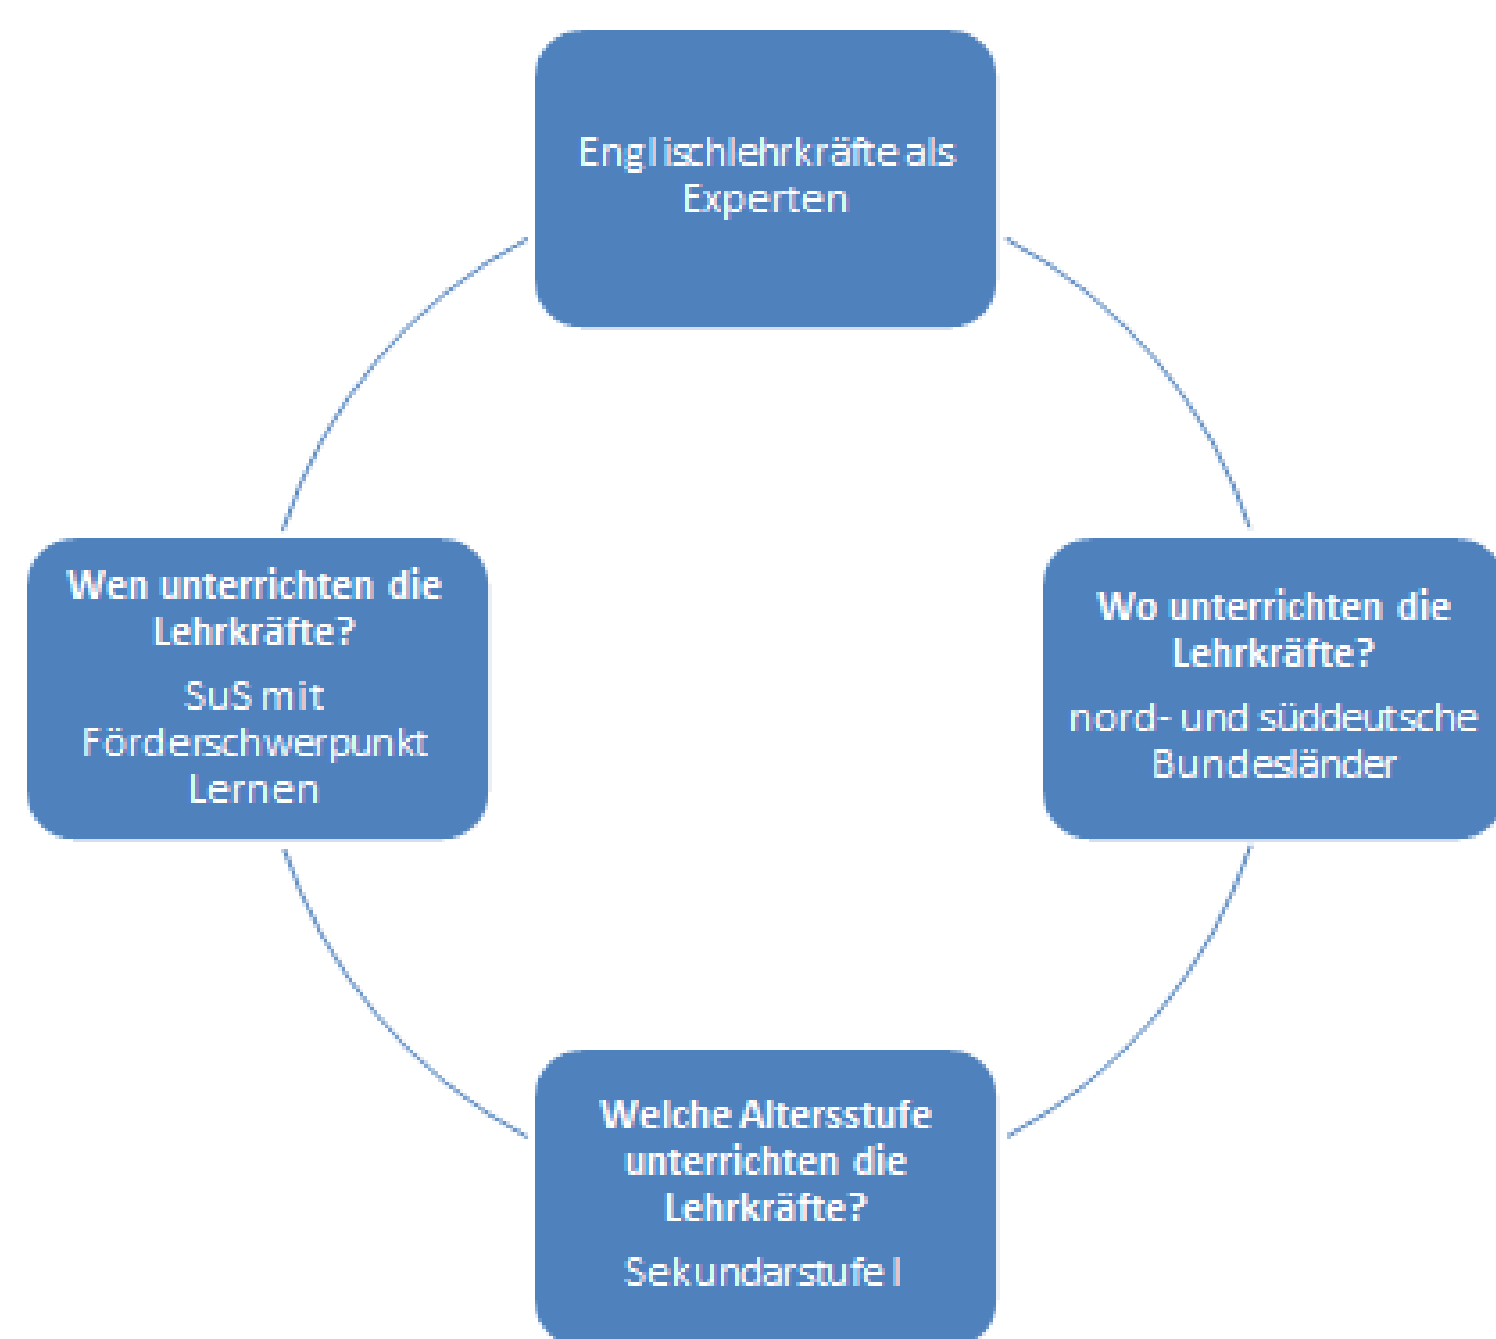 Englischlehrkräfte als
Experten
Wen unterrichten die
Lehrkräfte?
SuS mit
Förderschwerpunkt
Lernen
Wo unterrichten die
Lehrkräfte?
nord- und süddeutsche
Bundesländer
Welche Altersstufe
unterrichten die
Lehrkräfte?
Sekundarstufe I